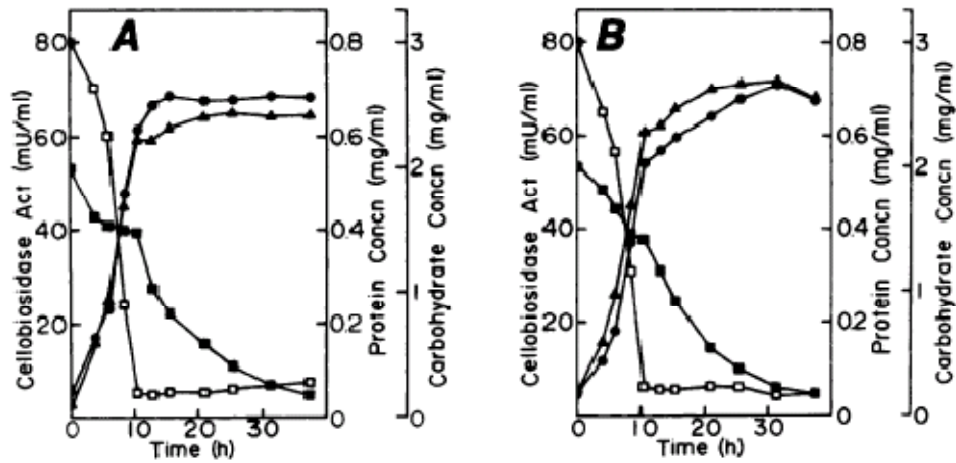 A
80
60
40
20
Cellobiosidase Act (mU/ml)
0.8
0.6
0.4
0.2
0
Protein Concn (mg/ml)
3
2
1
0
Carbohydrate Concn (mg/ml)
0 10 20 30
Time (h)
B
80
60
40
20
Cellobiosidase Act (mU/ml)
0.8
0.6
0.4
0.2
0
Protein Concn (mg/ml)
3
2
1
0
Carbohydrate Concn (mg/ml)
0 10 20 30
Time (h)